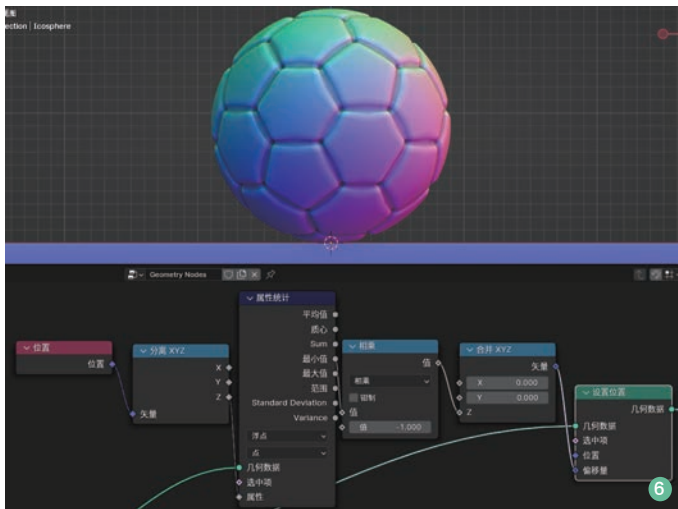 ection | Icosphere
Geometry Nodes
位置
位置
分离 XYZ
X
Y
Z
矢量
属性统计
平均值
质心
Sum
最小值
最大值
范围
Standard Deviation
Variance
浮点
点
几何数据
选中项
属性
相乘
值
相乘
钳制
值
值 -1.000
合并 XYZ
矢量
X 0.000
Y 0.000
Z
设置位置
几何数据
几何数据
选中项
位置
偏移量
6